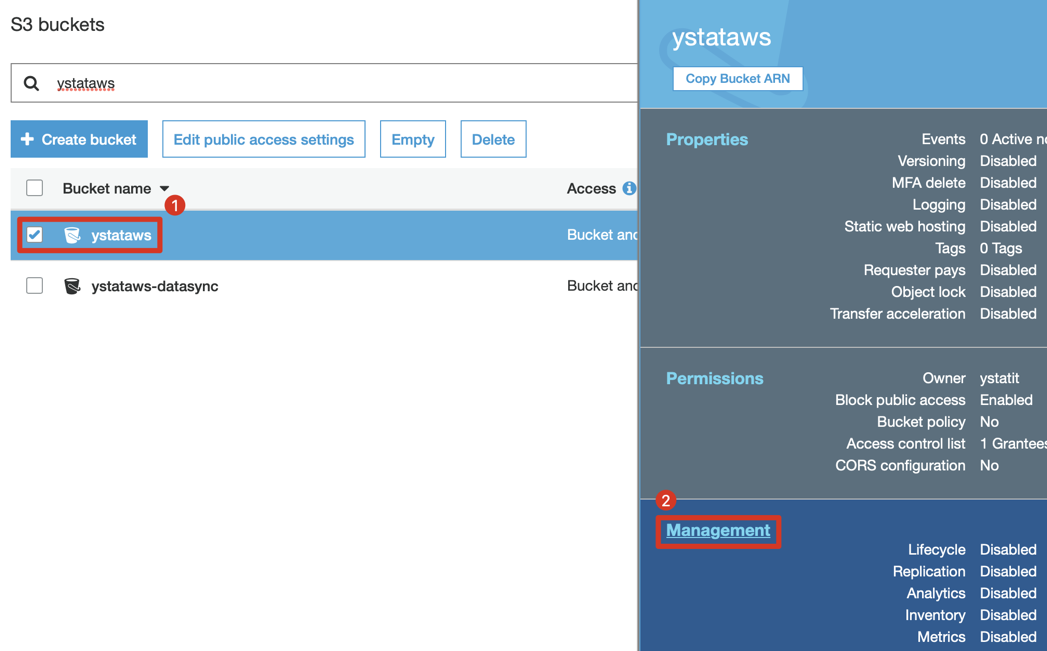 S3 buckets
ystataws
Create bucket
Edit public access settings
Empty
Delete
Bucket name
Access
1
ystataws
Bucket and
ystataws-datasync
Bucket and
ystataws
Copy Bucket ARN
Properties
Events 0 Active no
Versioning Disabled
MFA delete Disabled
Logging Disabled
Static web hosting Disabled
Tags 0 Tags
Requester pays Disabled
Object lock Disabled
Transfer acceleration Disabled
Permissions
Owner ystatit
Block public access Enabled
Bucket policy No
Access control list 1 Grantees
CORS configuration No
2
Management
Lifecycle Disabled
Replication Disabled
Analytics Disabled
Inventory Disabled
Metrics Disabled